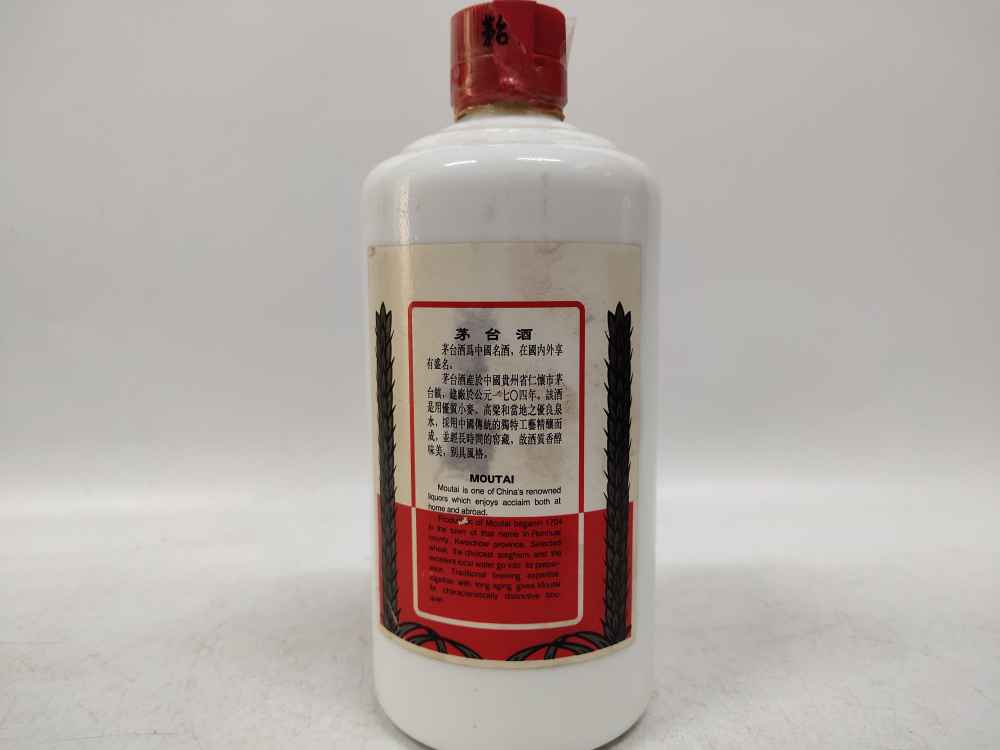 茅台
茅台酒
茅台酒爲中國名酒，在國内外享
有盛名。
茅台酒產於中國貴州省仁懷市茅
台鎮，建廠於公元一七〇四年。該酒
是用優質小麥、高粱和當地之優良泉
水，採用中國傳統的獨特工藝精釀而
成，並經長時間的窖藏，故酒質香醇
味美，别具風格。
MOUTAI
Moutai is one of China's renowned
liquors which enjoys acclaim both at
home and abroad.
Production of Moutai began in 1704
in the town of that name in Renhuai
county, Kweichow province. Selected
wheat, the choicest sorghum and the
excellent local water go into its prepar-
ation. Traditional brewing expertise
together with long aging gives Moutai
its characteristically distinctive bou-
quet.